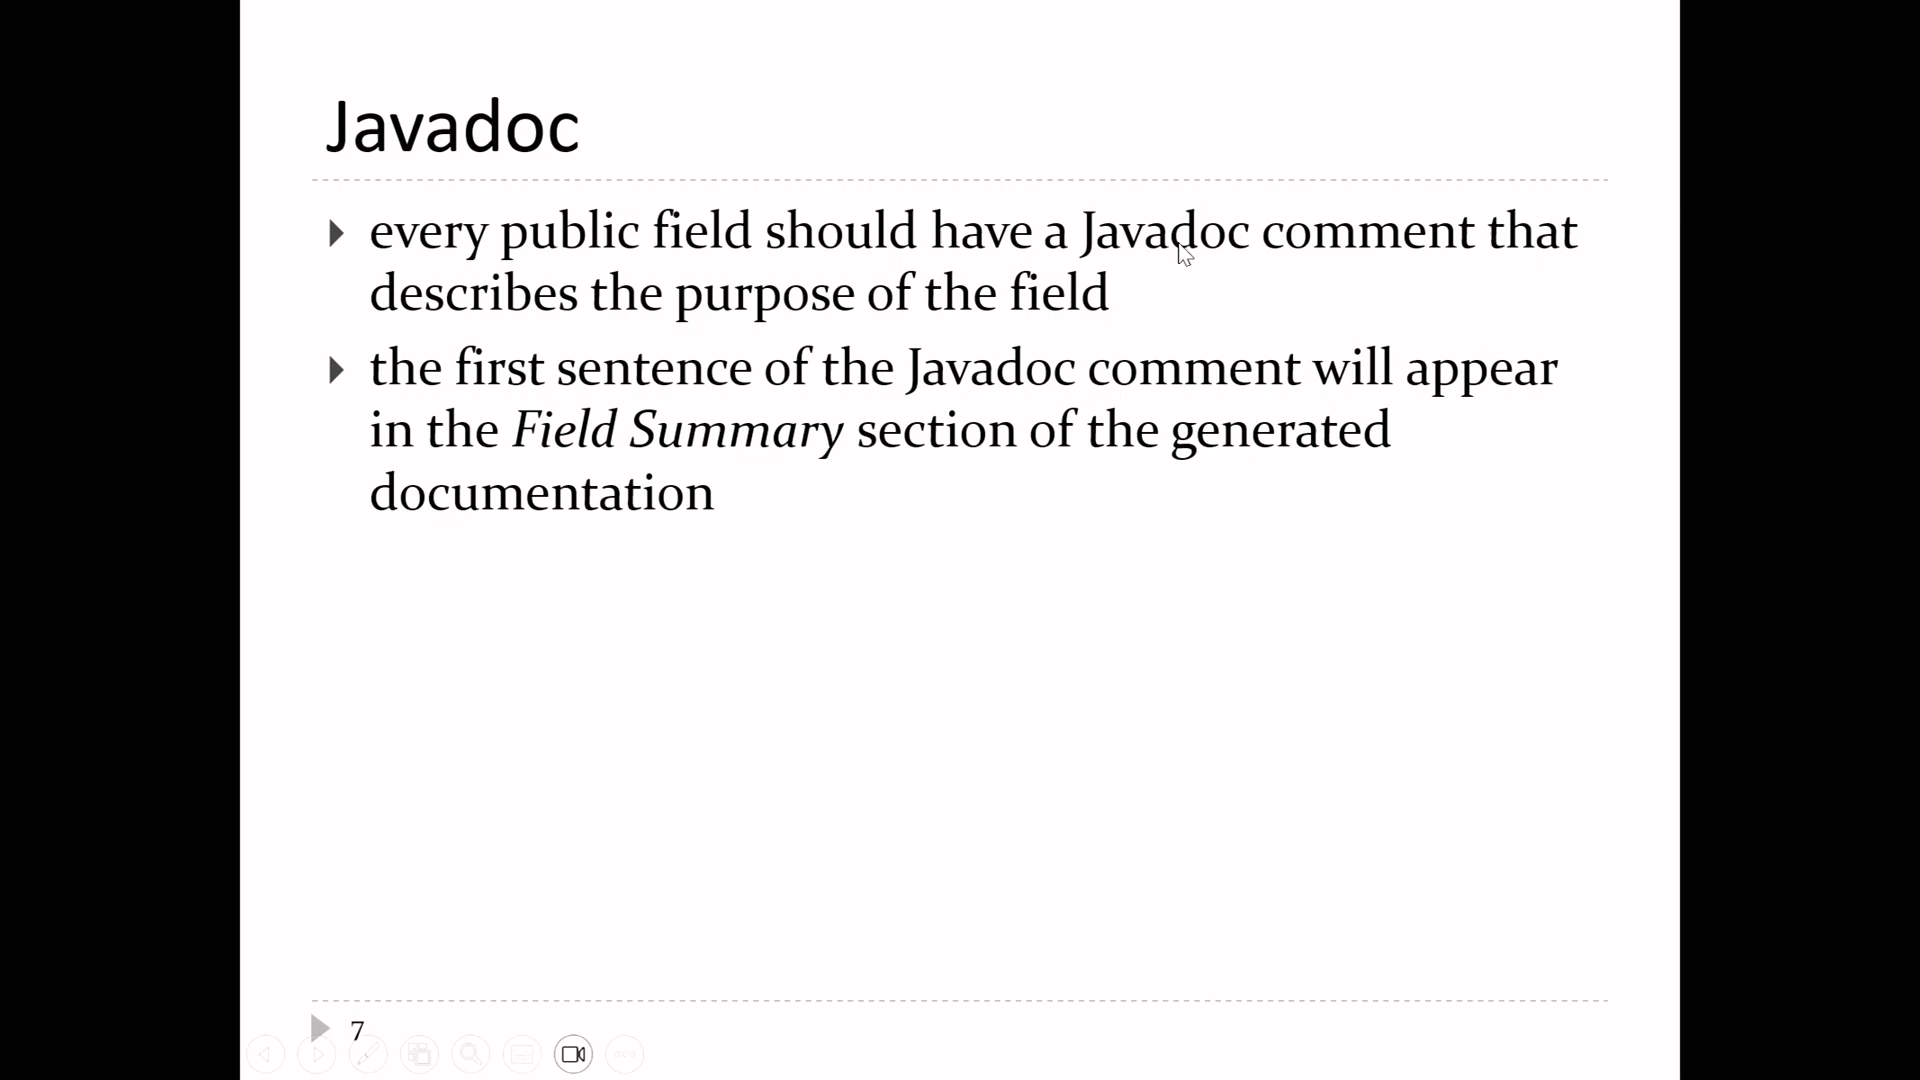 Javadoc
every public field should have a Javadoc comment that
describes the purpose of the field
the first sentence of the Javadoc comment will appear
in the Field Summary section of the generated
documentation
7